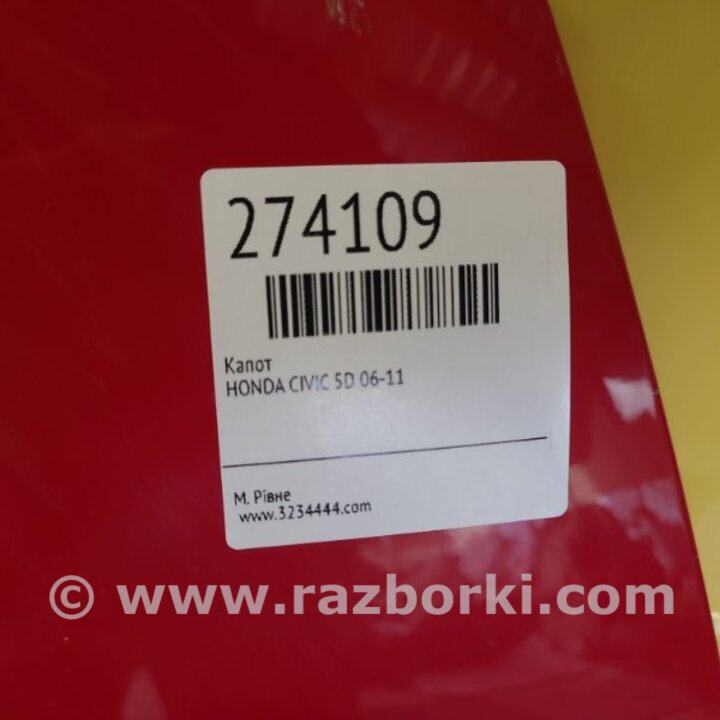 274109
Капот
HONDA CIVIC 5D 06-11
М. Рівне
www.3234444.com
© www.razborki.com